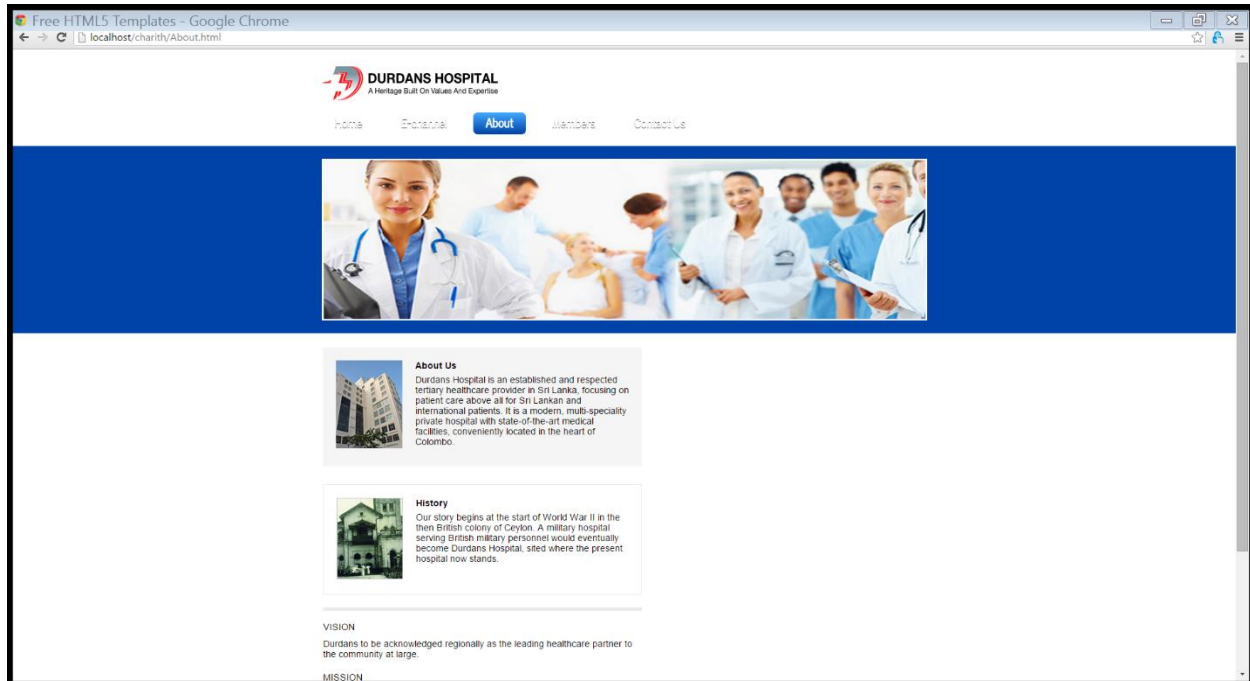 Free HTML5 Templates - Google Chrome
localhost/charith/About.html
DURDANS HOSPITAL
A Heritage Built On Values And Expertise
Home E-channel About Members Contact Us
About Us
Durdans Hospital is an established and respected
tertiary healthcare provider in Sri Lanka, focusing on
patient care above all for Sri Lankan and
international patients. It is a modern, multi-speciality
private hospital with state-of-the-art medical
facilities, conveniently located in the heart of
Colombo.
History
Our story begins at the start of World War II in the
then British colony of Ceylon. A military hospital
serving British military personnel would eventually
become Durdans Hospital, sited where the present
hospital now stands.
VISION
Durdans to be acknowledged regionally as the leading healthcare partner to
the community at large.
MISSION